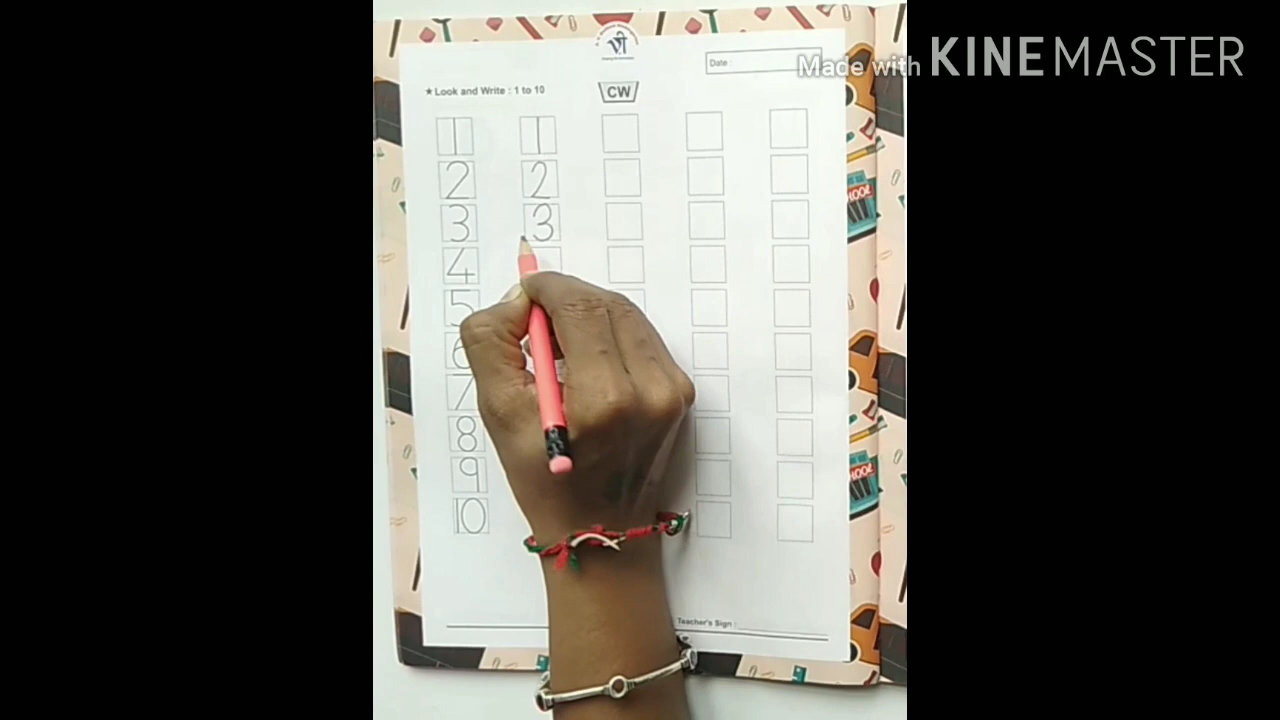 Made with KINEMASTER
जी
Date :
★ Look and Write : 1 to 10
CW
1 1
2 2
3 3
4
5
6
7
8
9
10
Teacher's Sign :